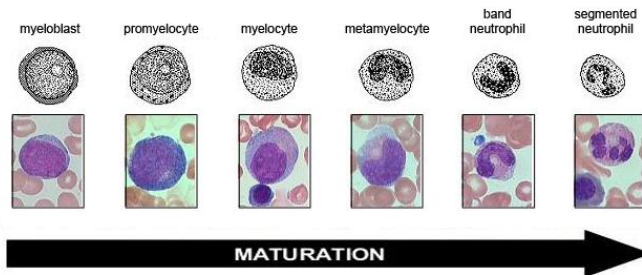 myeloblast
promyelocyte
myelocyte
metamyelocyte
band
neutrophil
segmented
neutrophil
MATURATION